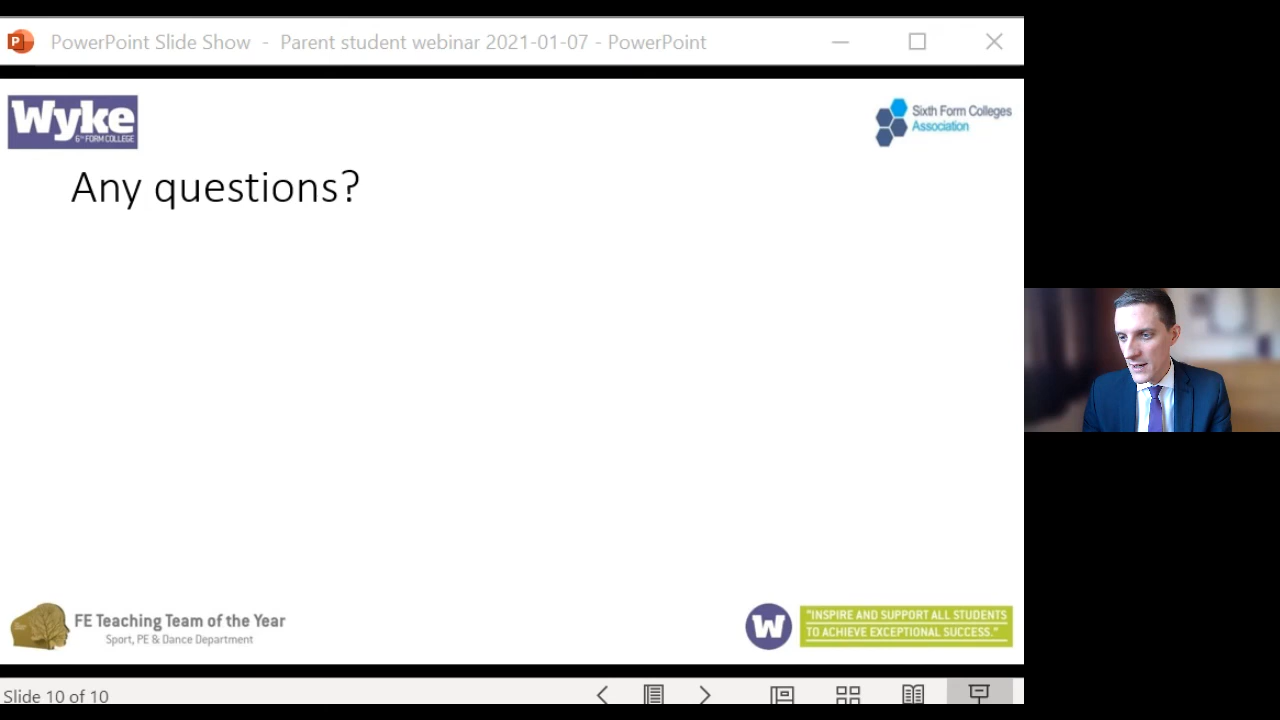 PowerPoint Slide Show - Parent student webinar 2021-01-07 - PowerPoint
Wyke
6TH FORM COLLEGE
Sixth Form Colleges
Association
Any questions?
FE Teaching Team of the Year
Sport, PE & Dance Department
W
"INSPIRE AND SUPPORT ALL STUDENTS
TO ACHIEVE EXCEPTIONAL SUCCESS."
Slide 10 of 10